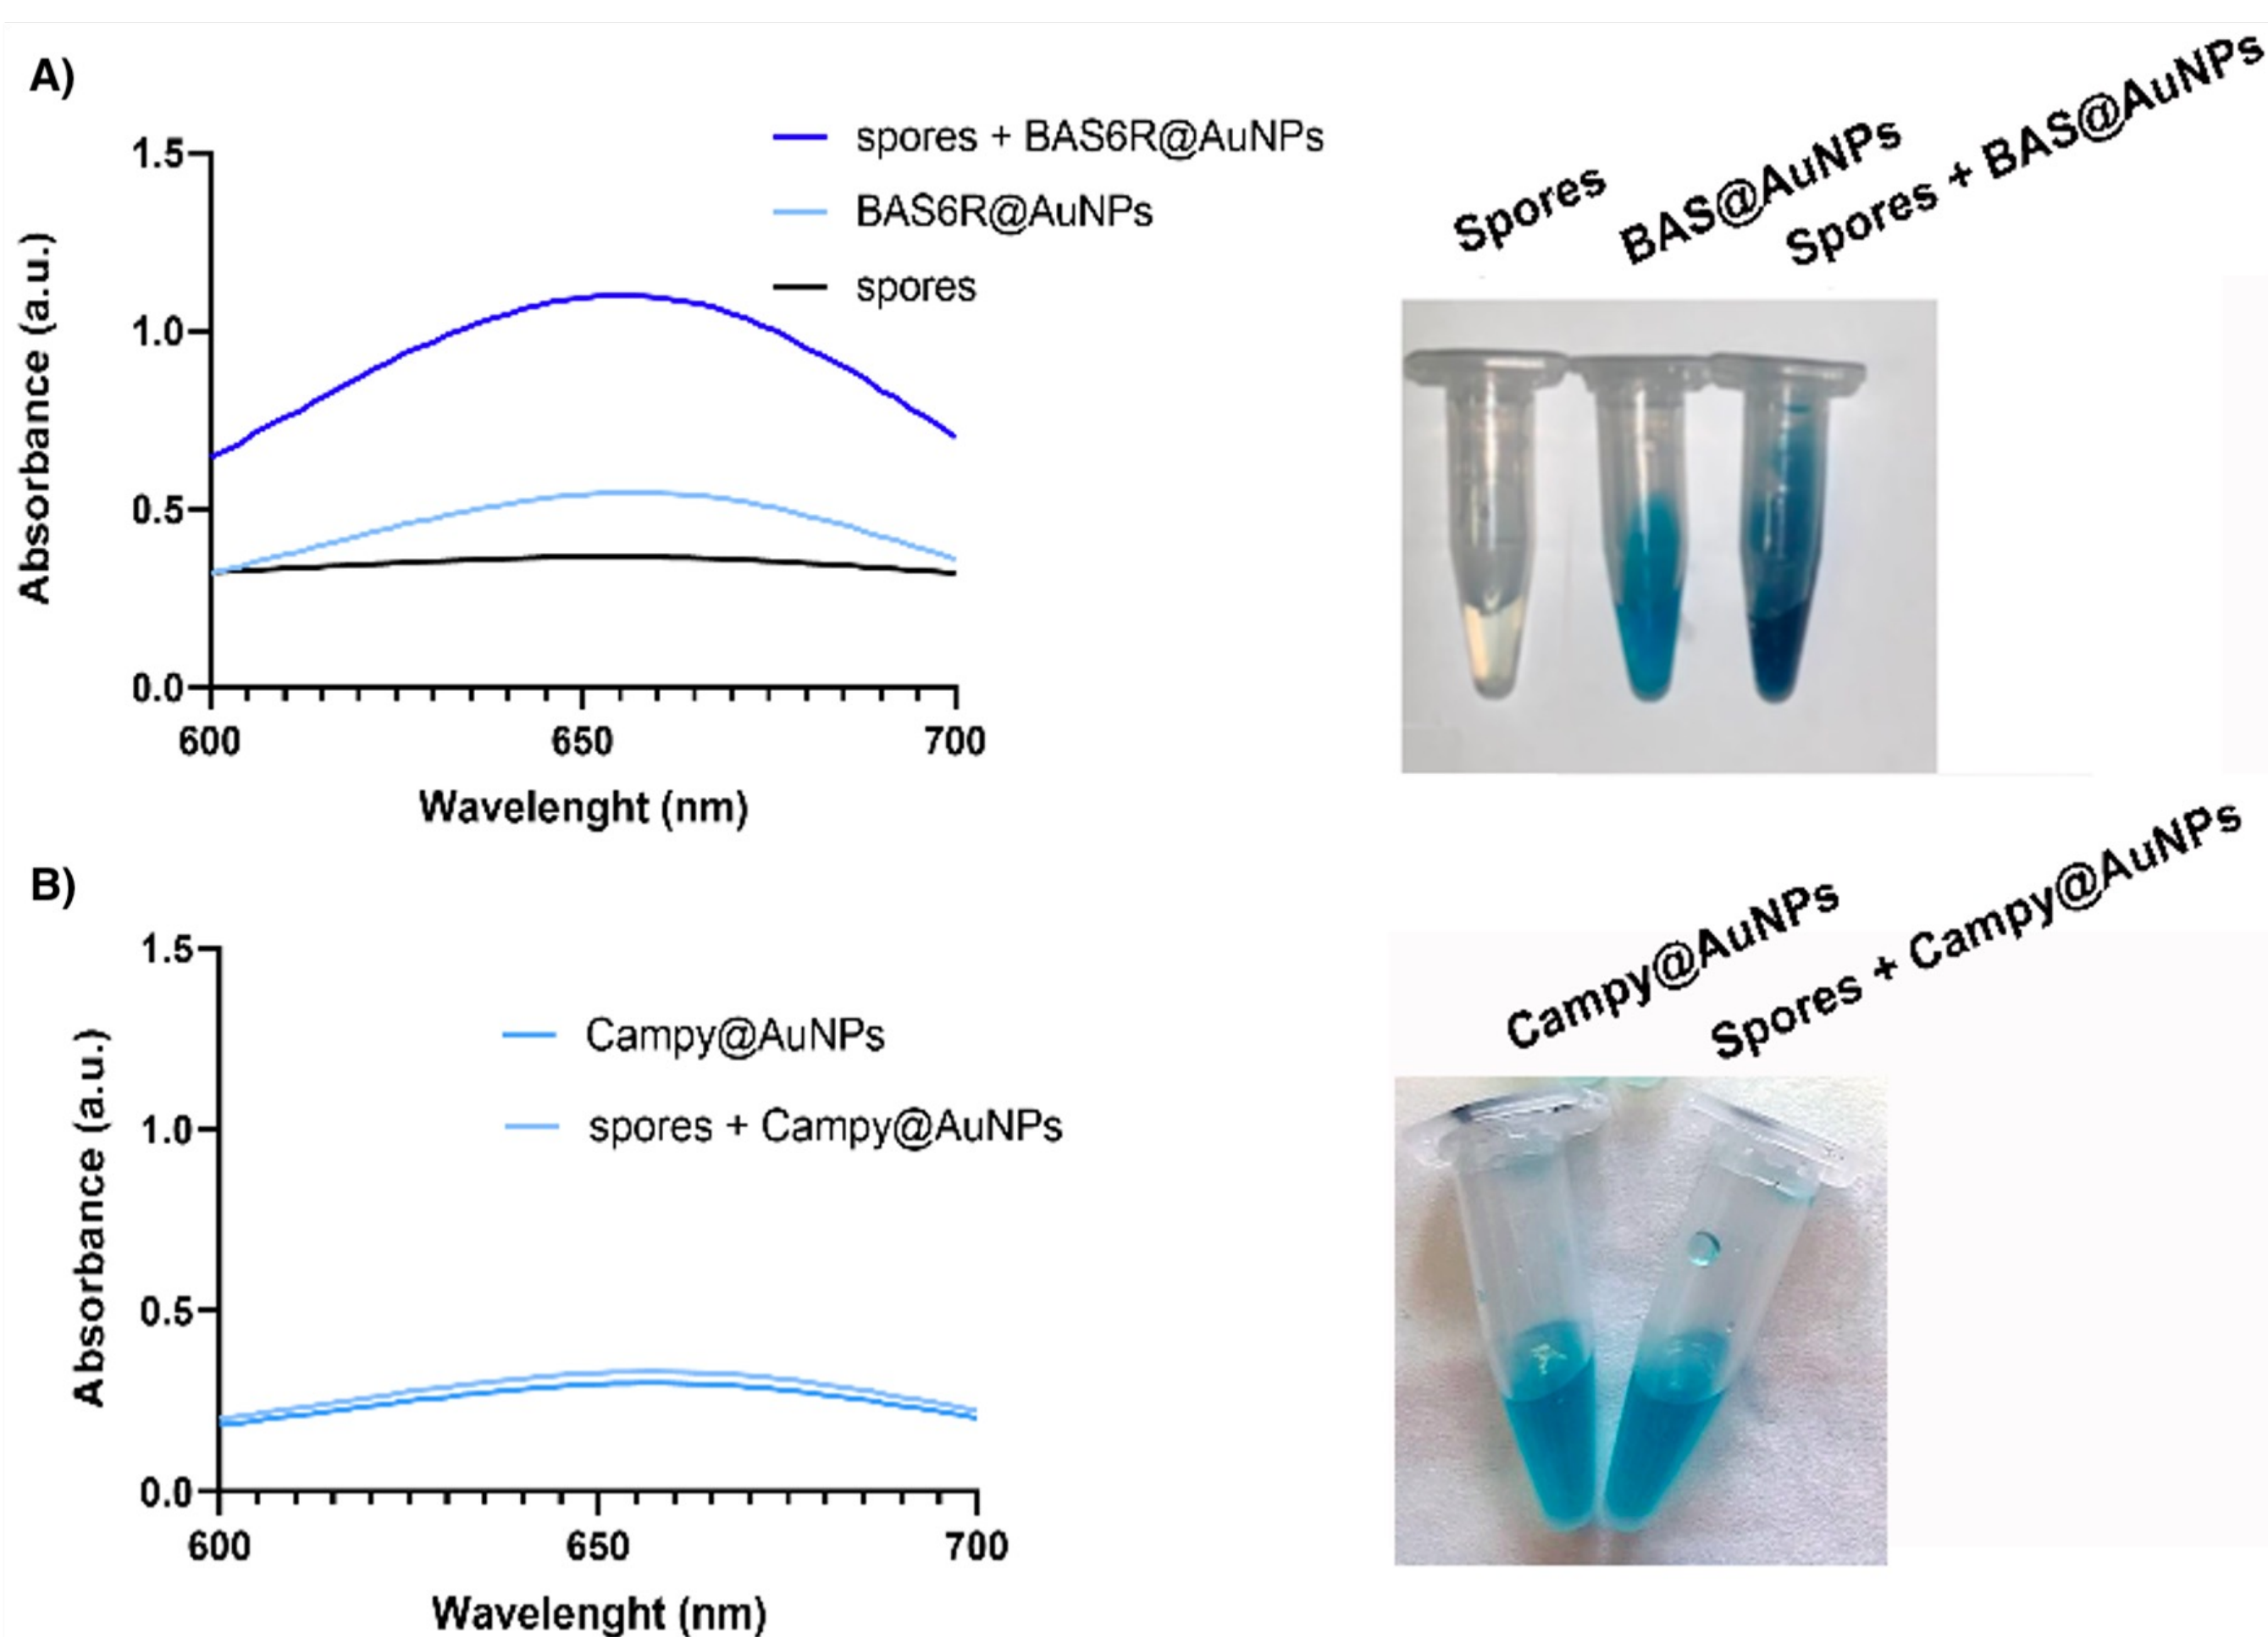 A)
spores + BAS6R@AuNPs
BAS6R@AuNPs
spores
1.5
1.0
0.5
0.0
Absorbance (a.u.)
600 650 700
Wavelenght (nm)
Spores
BAS@AuNPs
Spores + BAS@AuNPs
B)
Campy@AuNPs
spores + Campy@AuNPs
1.5
1.0
0.5
0.0
Absorbance (a.u.)
600 650 700
Wavelenght (nm)
Campy@AuNPs
Spores + Campy@AuNPs